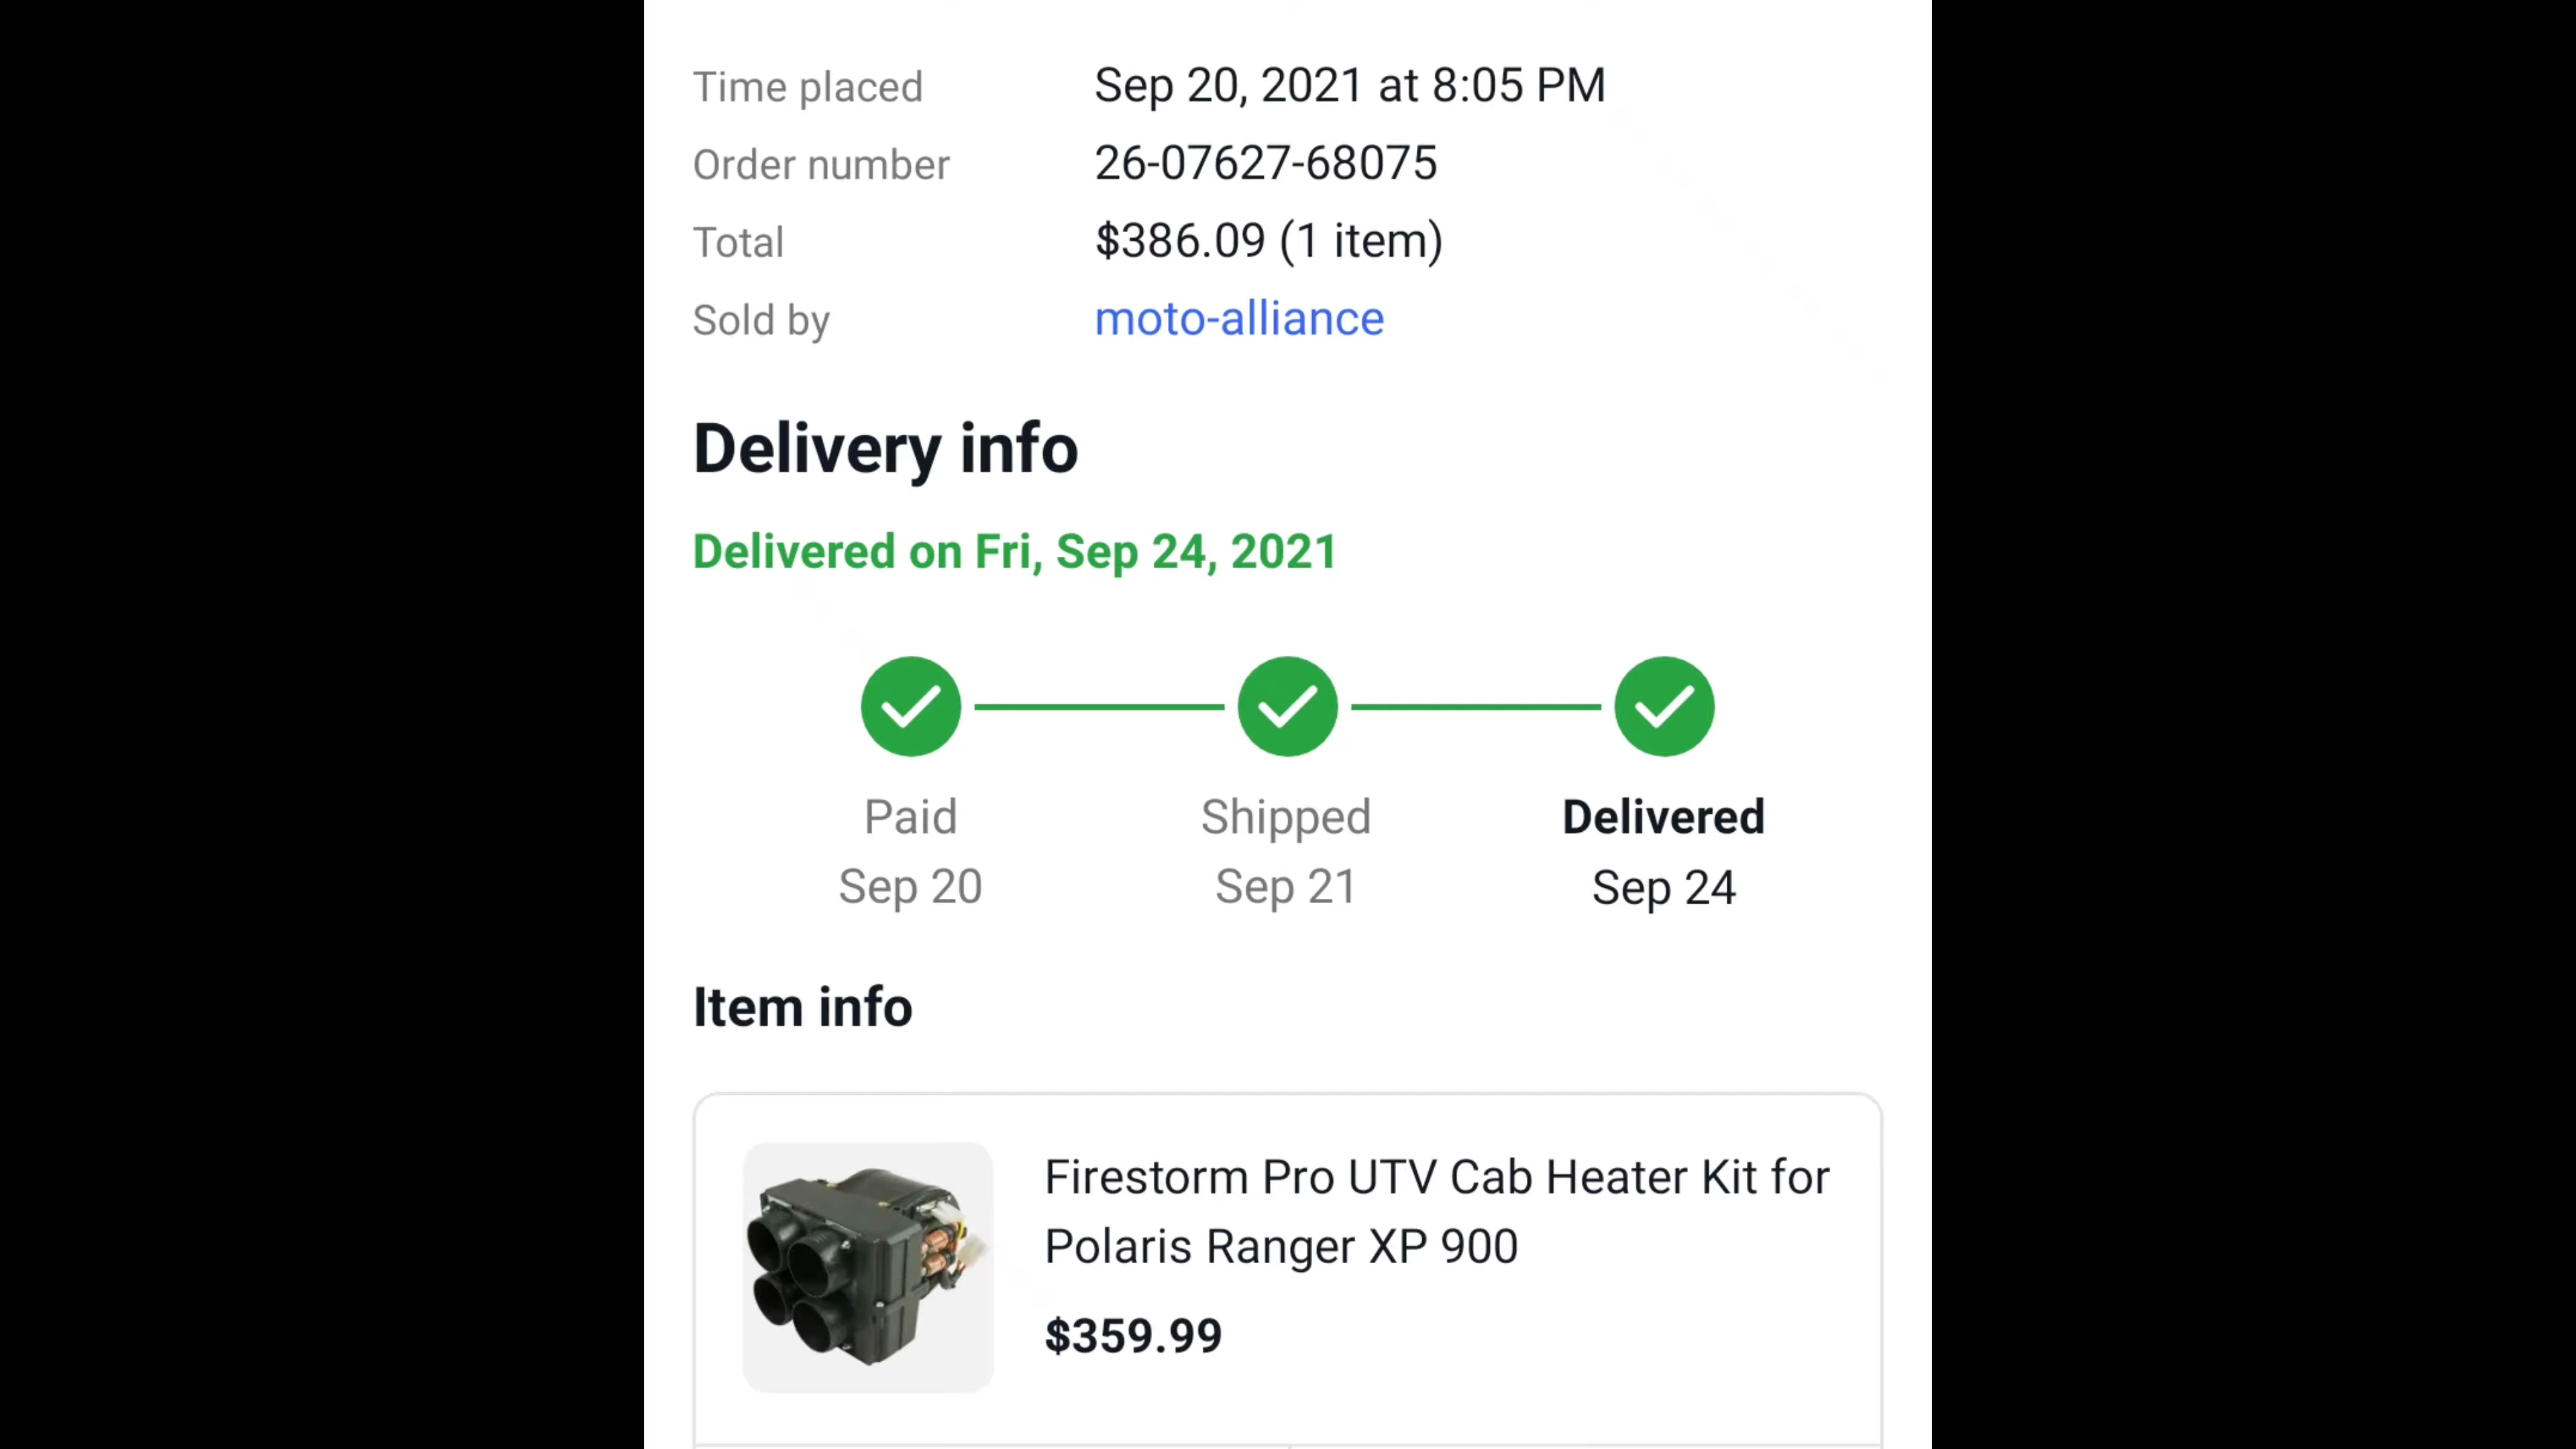 Time placed Sep 20, 2021 at 8:05 PM
Order number 26-07627-68075
Total $386.09 (1 item)
Sold by moto-alliance
Delivery info
Delivered on Fri, Sep 24, 2021
Paid Shipped Delivered
Sep 20 Sep 21 Sep 24
Item info
Firestorm Pro UTV Cab Heater Kit for
Polaris Ranger XP 900
$359.99